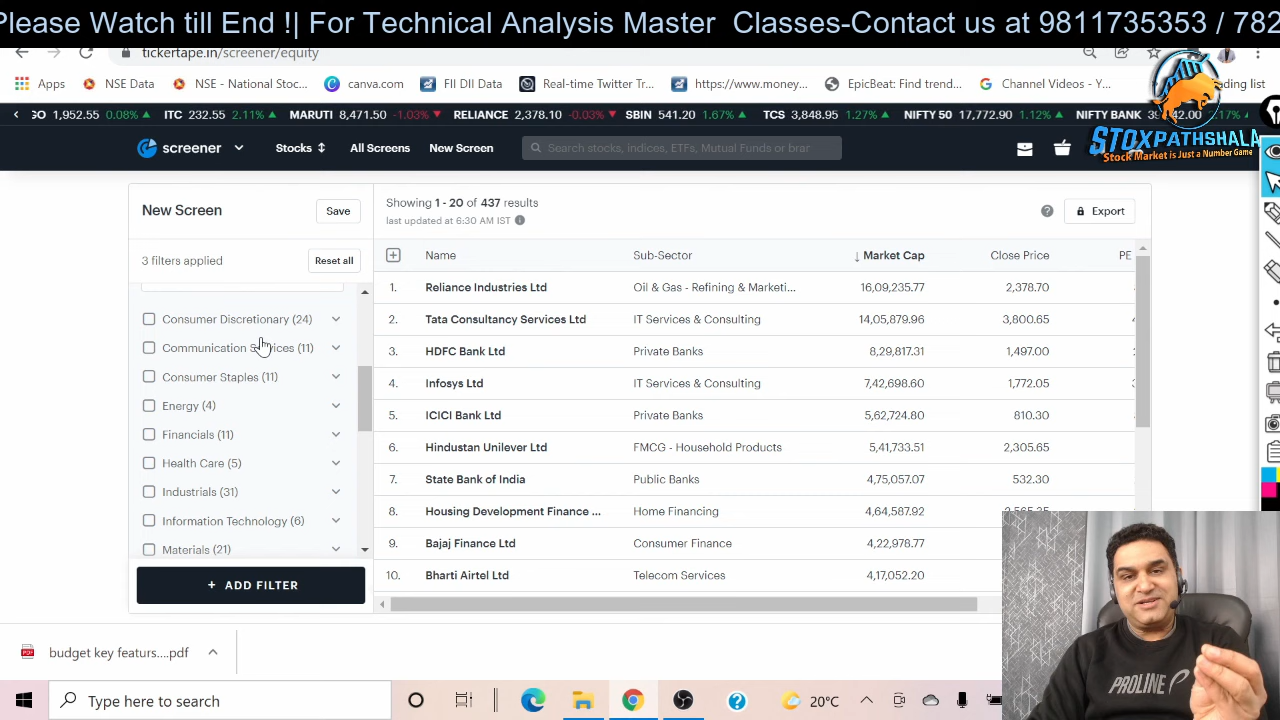 Please Watch till End !| For Technical Analysis Master Classes-Contact us at 9811735353 / 782
tickertape.in/screener/equity
Apps NSE Data NSE - National Stoc... canva.com FII DII Data Real-time Twitter Tr... https://www.money... EpicBeat: Find trend... Channel Videos - Y... ding list
1,952.55 0.08% ITC 232.55 2.11% MARUTI 8,471.50 -1.03% RELIANCE 2,378.10 -0.03% SBIN 541.20 1.67% TCS 3,848.95 1.27% NIFTY 50 17,772.90 1.12% NIFTY BANK
STOXPATHSHALA
Stock Market is Just a Number Game
screener Stocks All Screens New Screen Search stocks, indices, ETFs, Mutual Funds or brar
New Screen Save
3 filters applied Reset all
Consumer Discretionary (24)
Communication Services (11)
Consumer Staples (11)
Energy (4)
Financials (11)
Health Care (5)
Industrials (31)
Information Technology (6)
Materials (21)
+ ADD FILTER
Showing 1 - 20 of 437 results
last updated at 6:30 AM IST
Export
Name Sub-Sector ↓ Market Cap Close Price PE
1. Reliance Industries Ltd Oil & Gas - Refining & Marketi... 16,09,235.77 2,378.70
2. Tata Consultancy Services Ltd IT Services & Consulting 14,05,879.96 3,800.65
3. HDFC Bank Ltd Private Banks 8,29,817.31 1,497.00
4. Infosys Ltd IT Services & Consulting 7,42,698.60 1,772.05
5. ICICI Bank Ltd Private Banks 5,62,724.80 810.30
6. Hindustan Unilever Ltd FMCG - Household Products 5,41,733.51 2,305.65
7. State Bank of India Public Banks 4,75,057.07 532.30
8. Housing Development Finance ... Home Financing 4,64,587.92
9. Bajaj Finance Ltd Consumer Finance 4,22,978.77
10. Bharti Airtel Ltd Telecom Services 4,17,052.20
budget key featurs....pdf
Type here to search 20°C
PROLINE